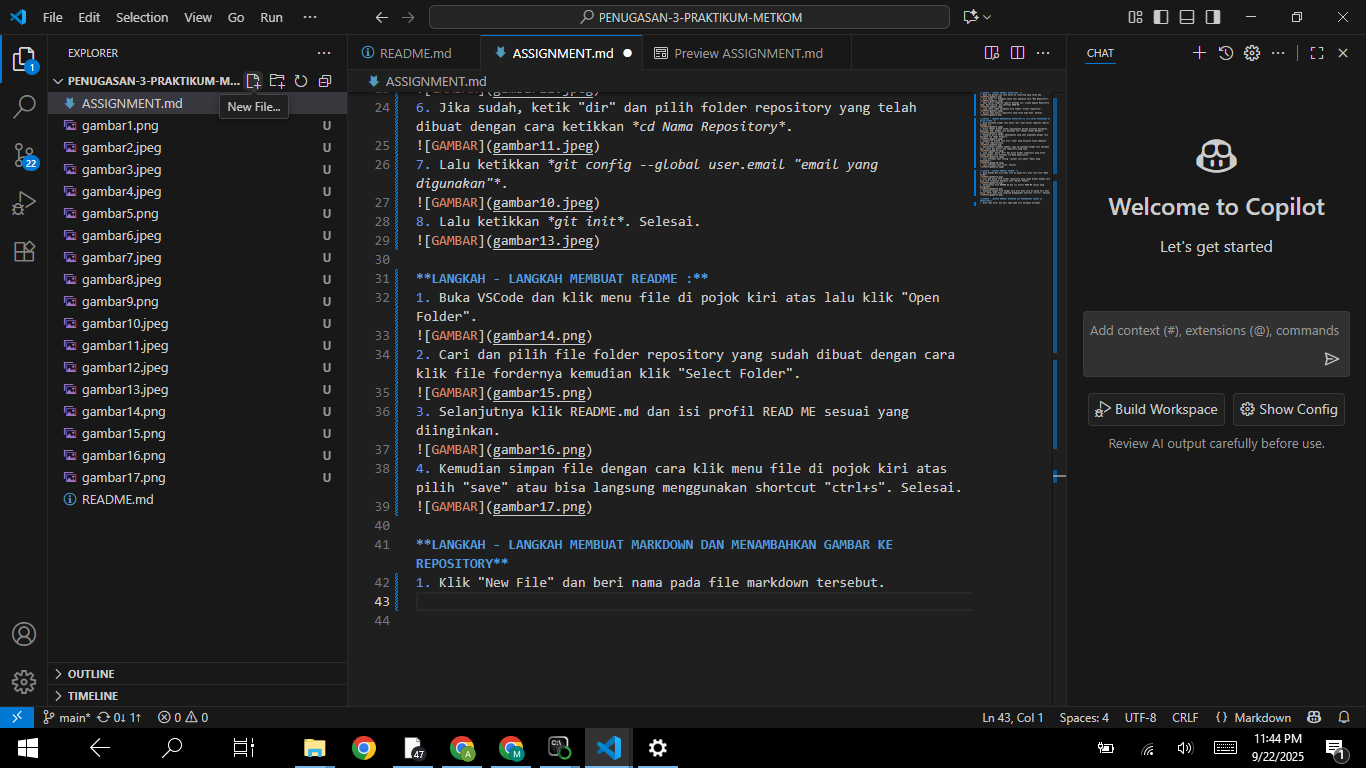 File Edit Selection View Go Run ···
PENUGASAN-3-PRAKTIKUM-METKOM
EXPLORER
PENUGASAN-3-PRAKTIKUM-M...
New File...
ASSIGNMENT.md
gambar1.png U
gambar2.jpeg U
gambar3.jpeg U
gambar4.jpeg U
gambar5.png U
gambar6.jpeg U
gambar7.jpeg U
gambar8.jpeg U
gambar9.png U
gambar10.jpeg U
gambar11.jpeg U
gambar12.jpeg U
gambar13.jpeg U
gambar14.png U
gambar15.png U
gambar16.png U
gambar17.png U
README.md
OUTLINE
TIMELINE
1
22
README.md
ASSIGNMENT.md
Preview ASSIGNMENT.md
ASSIGNMENT.md
24 6. Jika sudah, ketik "dir" dan pilih folder repository yang telah
dibuat dengan cara ketikkan *cd Nama Repository*.
25 ![GAMBAR](gambar11.jpeg)
26 7. Lalu ketikkan *git config --global user.email "email yang
digunakan"*.
27 ![GAMBAR](gambar10.jpeg)
28 8. Lalu ketikkan *git init*. Selesai.
29 ![GAMBAR](gambar13.jpeg)
30
31 **LANGKAH - LANGKAH MEMBUAT README :**
32 1. Buka VSCode dan klik menu file di pojok kiri atas lalu klik "Open
Folder".
33 ![GAMBAR](gambar14.png)
34 2. Cari dan pilih file folder repository yang sudah dibuat dengan cara
klik file fordernya kemudian klik "Select Folder".
35 ![GAMBAR](gambar15.png)
36 3. Selanjutnya klik README.md dan isi profil READ ME sesuai yang
diinginkan.
37 ![GAMBAR](gambar16.png)
38 4. Kemudian simpan file dengan cara klik menu file di pojok kiri atas
pilih "save" atau bisa langsung menggunakan shortcut "ctrl+s". Selesai.
39 ![GAMBAR](gambar17.png)
40
41 **LANGKAH - LANGKAH MEMBUAT MARKDOWN DAN MENAMBAHKAN GAMBAR KE
REPOSITORY**
42 1. Klik "New File" dan beri nama pada file markdown tersebut.
43
44
CHAT
Welcome to Copilot
Let's get started
Add context (#), extensions (@), commands
Build Workspace
Show Config
Review AI output carefully before use.
main* 0↓ 1↑ 0 0
Ln 43, Col 1 Spaces: 4 UTF-8 CRLF {} Markdown
47
A
M
11:44 PM
9/22/2025
1